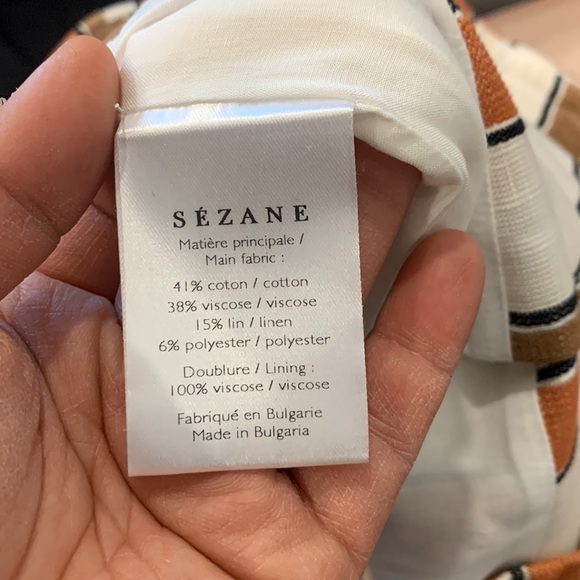 SÉZANE
Matière principale /
Main fabric :
41% coton / cotton
38% viscose / viscose
15% lin / linen
6% polyester / polyester
Doublure / Lining :
100% viscose / viscose
Fabriqué en Bulgarie
Made in Bulgaria